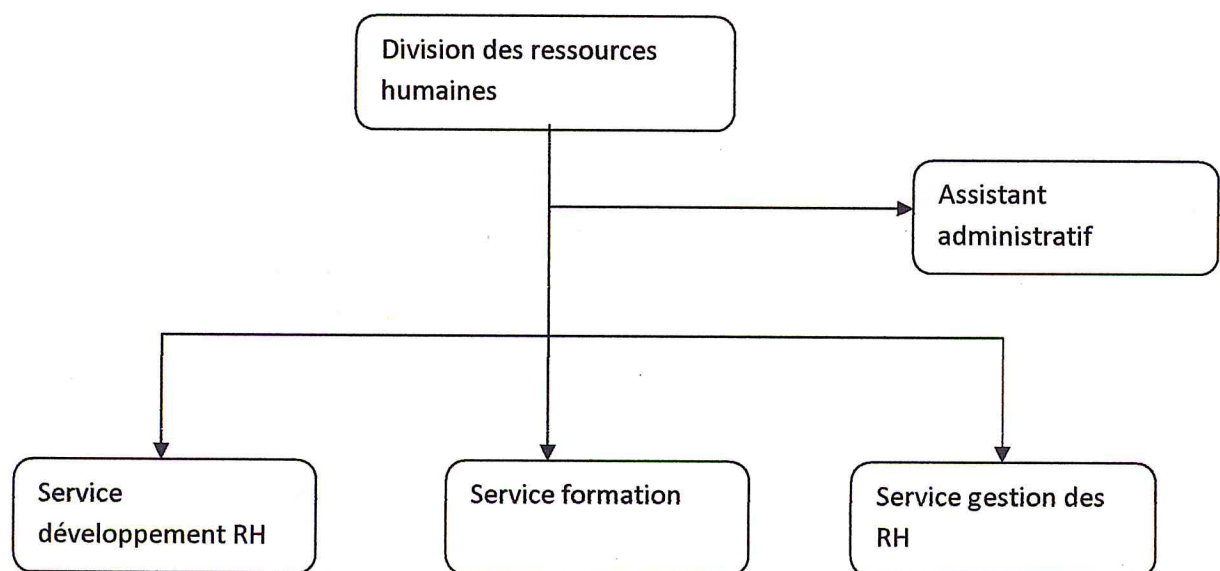 Division des ressources
humaines
Assistant
administratif
Service
développement RH
Service formation
Service gestion des
RH